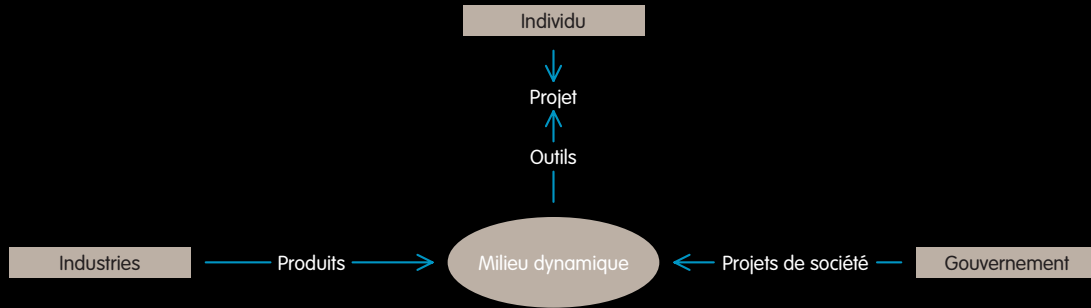 Individu
Projet
Outils
Industries
Produits
Milieu dynamique
Projets de société
Gouvernement